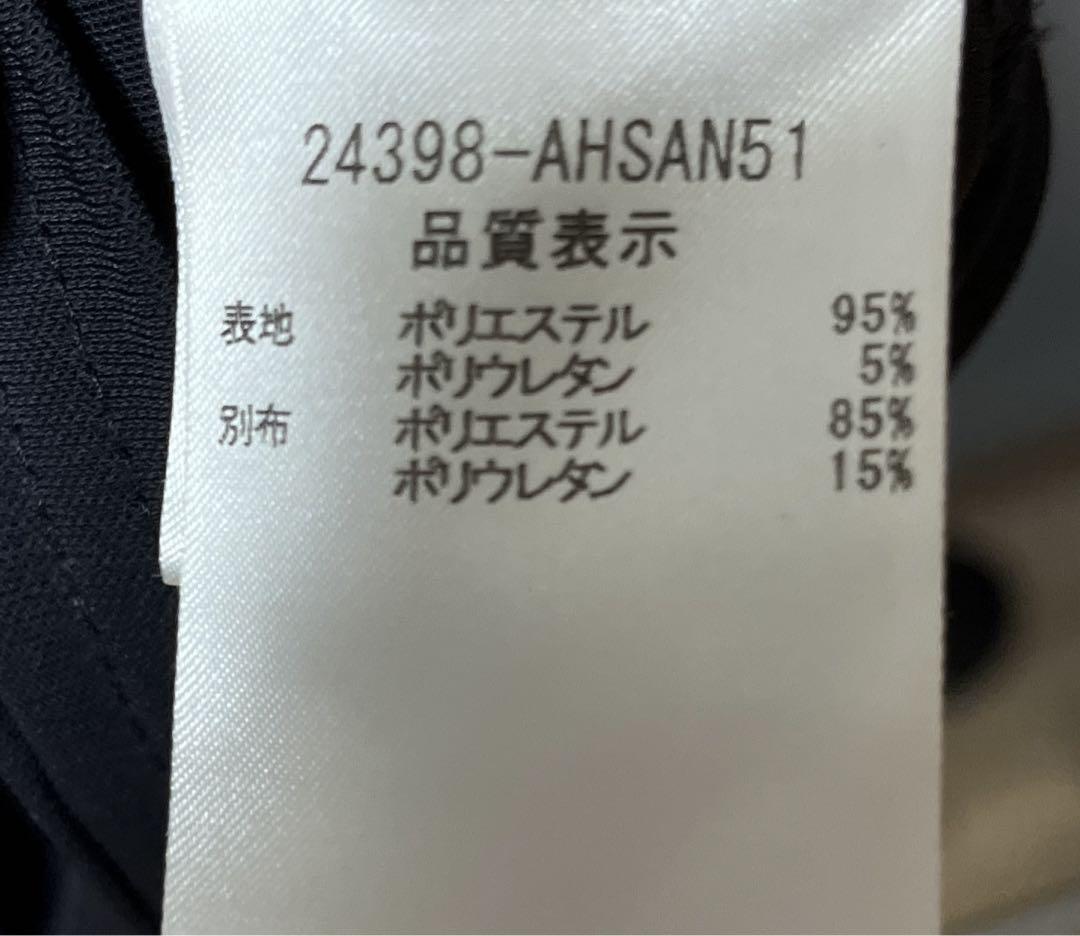 24398-AHSAN51
品質表示
表地 ポリエステル 95%
ポリウレタン 5%
別布 ポリエステル 85%
ポリウレタン 15%